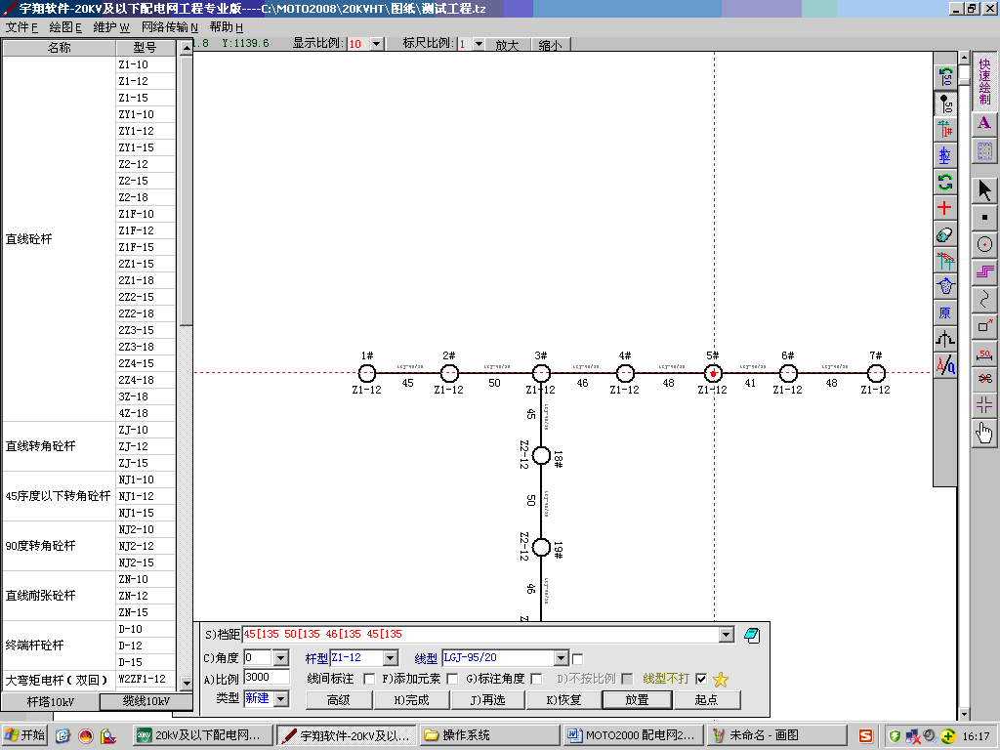 宇翔软件-20KV及以下配电网工程专业版----C:\MOTO2008\20KVHT\图纸\测试工程.tz
文件F 绘图E 维护W 网络传输N 帮助H
名称 型号
1.8 Y:1139.6 显示比例: 10 标尺比例: 1 放大 缩小
直线砼杆
Z1-10
Z1-12
Z1-15
ZY1-10
ZY1-12
ZY1-15
Z2-12
Z2-15
Z2-18
Z1F-10
Z1F-12
Z1F-15
2Z1-15
2Z1-18
2Z2-15
2Z2-18
2Z3-15
2Z3-18
2Z4-15
2Z4-18
3Z-18
4Z-18
直线转角砼杆
ZJ-10
ZJ-12
ZJ-15
45序度以下转角砼杆
NJ1-10
NJ1-12
NJ1-15
90度转角砼杆
NJ2-10
NJ2-12
NJ2-15
直线耐张砼杆
ZN-10
ZN-12
ZN-15
终端杆砼杆
D-10
D-12
D-15
大弯矩电杆(双回) W2ZF1-12
杆塔10kV 缆线10kV
1# 2# 3# 4# 5# 6# 7#
45 50 46 48 41 48
Z1-12 Z1-12 Z1-12 Z1-12 Z1-12 Z1-12 Z1-12
45
Z2-12 18#
50
Z2-12 19#
46
快速绘制
A
50
50
1#
拉
原
A/Q
50
S)档距 45[135 50[135 46[135 45[135
C)角度 0 杆型 Z1-12 线型 LGJ-95/20
A)比例 3000 线间标注 F)添加元素 G)标注角度 D)不按比例 线型不打
类型 新建 高级 H)完成 J)再选 K)恢复 放置 起点
开始 20kV及以下配电网... 宇翔软件-20KV及以... 操作系统 MOTO2000 配电网2... 未命名 - 画图 16:17